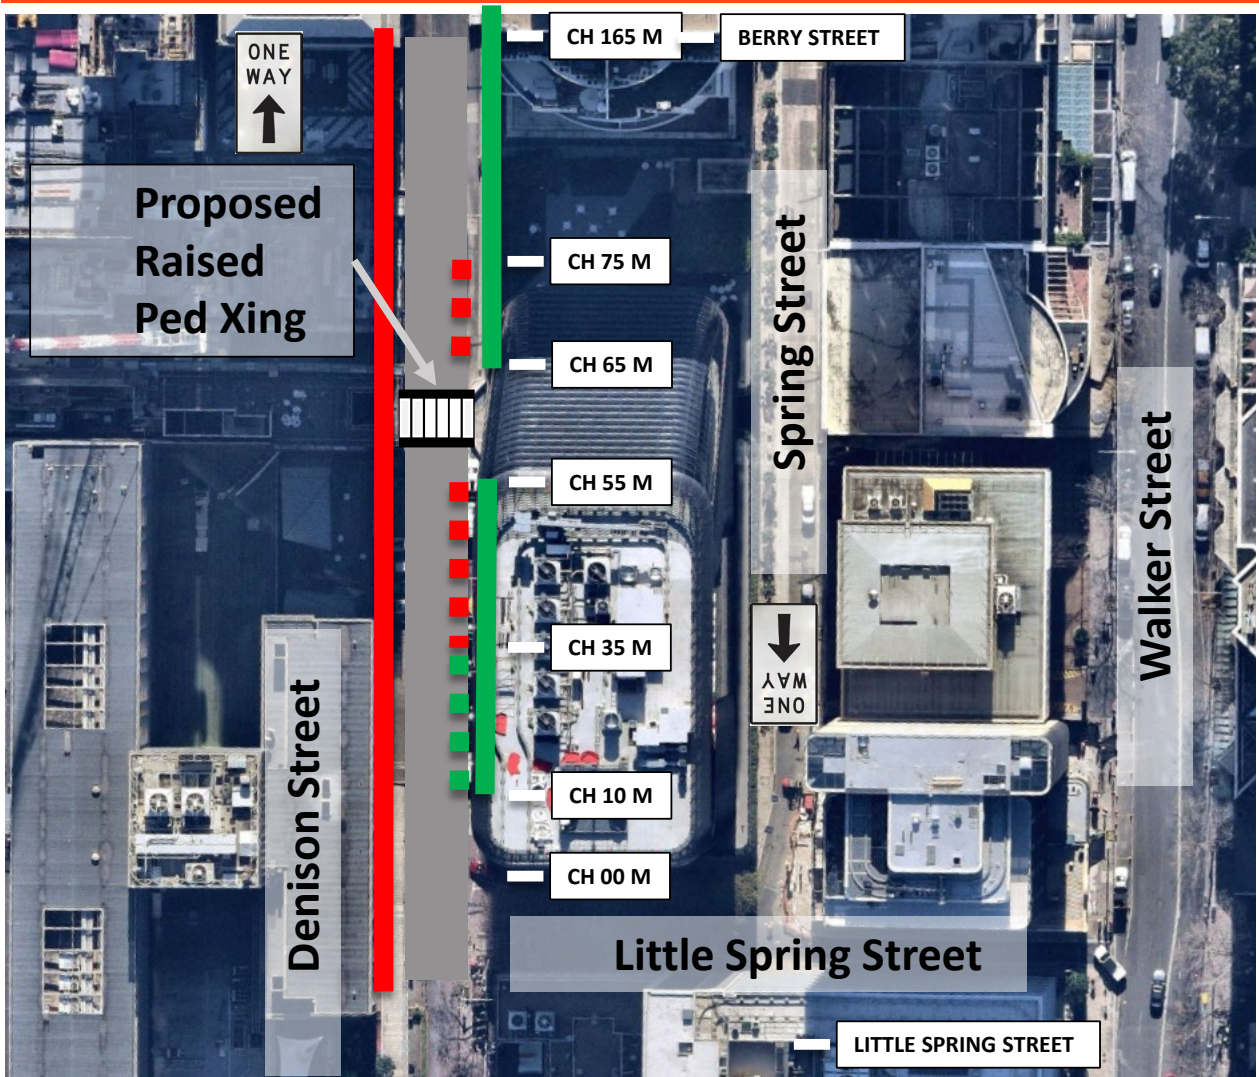 CH 165 M
BERRY STREET
ONE
WAY
Proposed
Raised
Ped Xing
CH 75 M
CH 65 M
Spring Street
CH 55 M
Walker Street
CH 35 M
ONE
WAY
Denison Street
CH 10 M
CH 00 M
Little Spring Street
LITTLE SPRING STREET